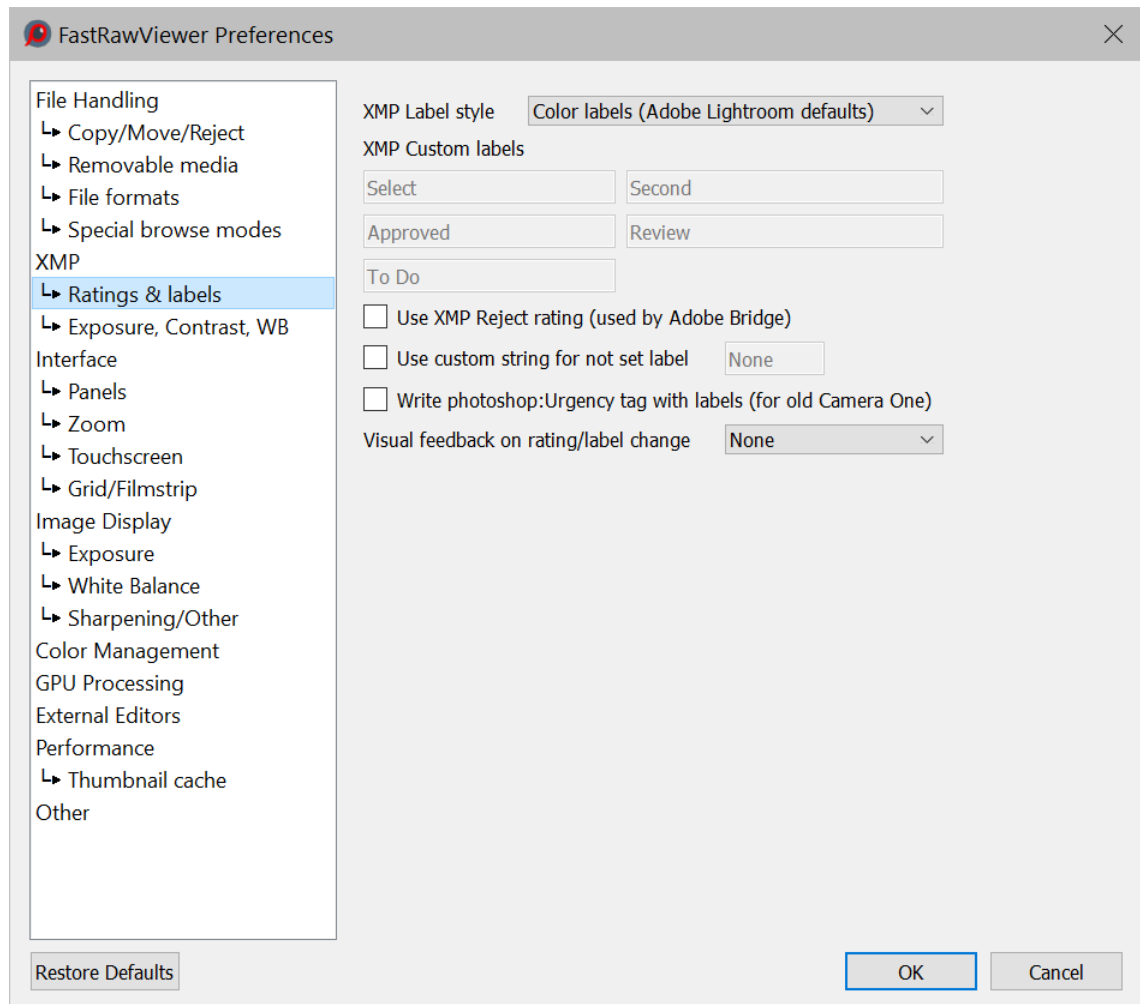 FastRawViewer Preferences
File Handling
Copy/Move/Reject
Removable media
File formats
Special browse modes
XMP
Ratings & labels
Exposure, Contrast, WB
Interface
Panels
Zoom
Touchscreen
Grid/Filmstrip
Image Display
Exposure
White Balance
Sharpening/Other
Color Management
GPU Processing
External Editors
Performance
Thumbnail cache
Other
XMP Label style Color labels (Adobe Lightroom defaults)
XMP Custom labels
Select Second
Approved Review
To Do
Use XMP Reject rating (used by Adobe Bridge)
Use custom string for not set label None
Write photoshop:Urgency tag with labels (for old Camera One)
Visual feedback on rating/label change None
Restore Defaults OK Cancel